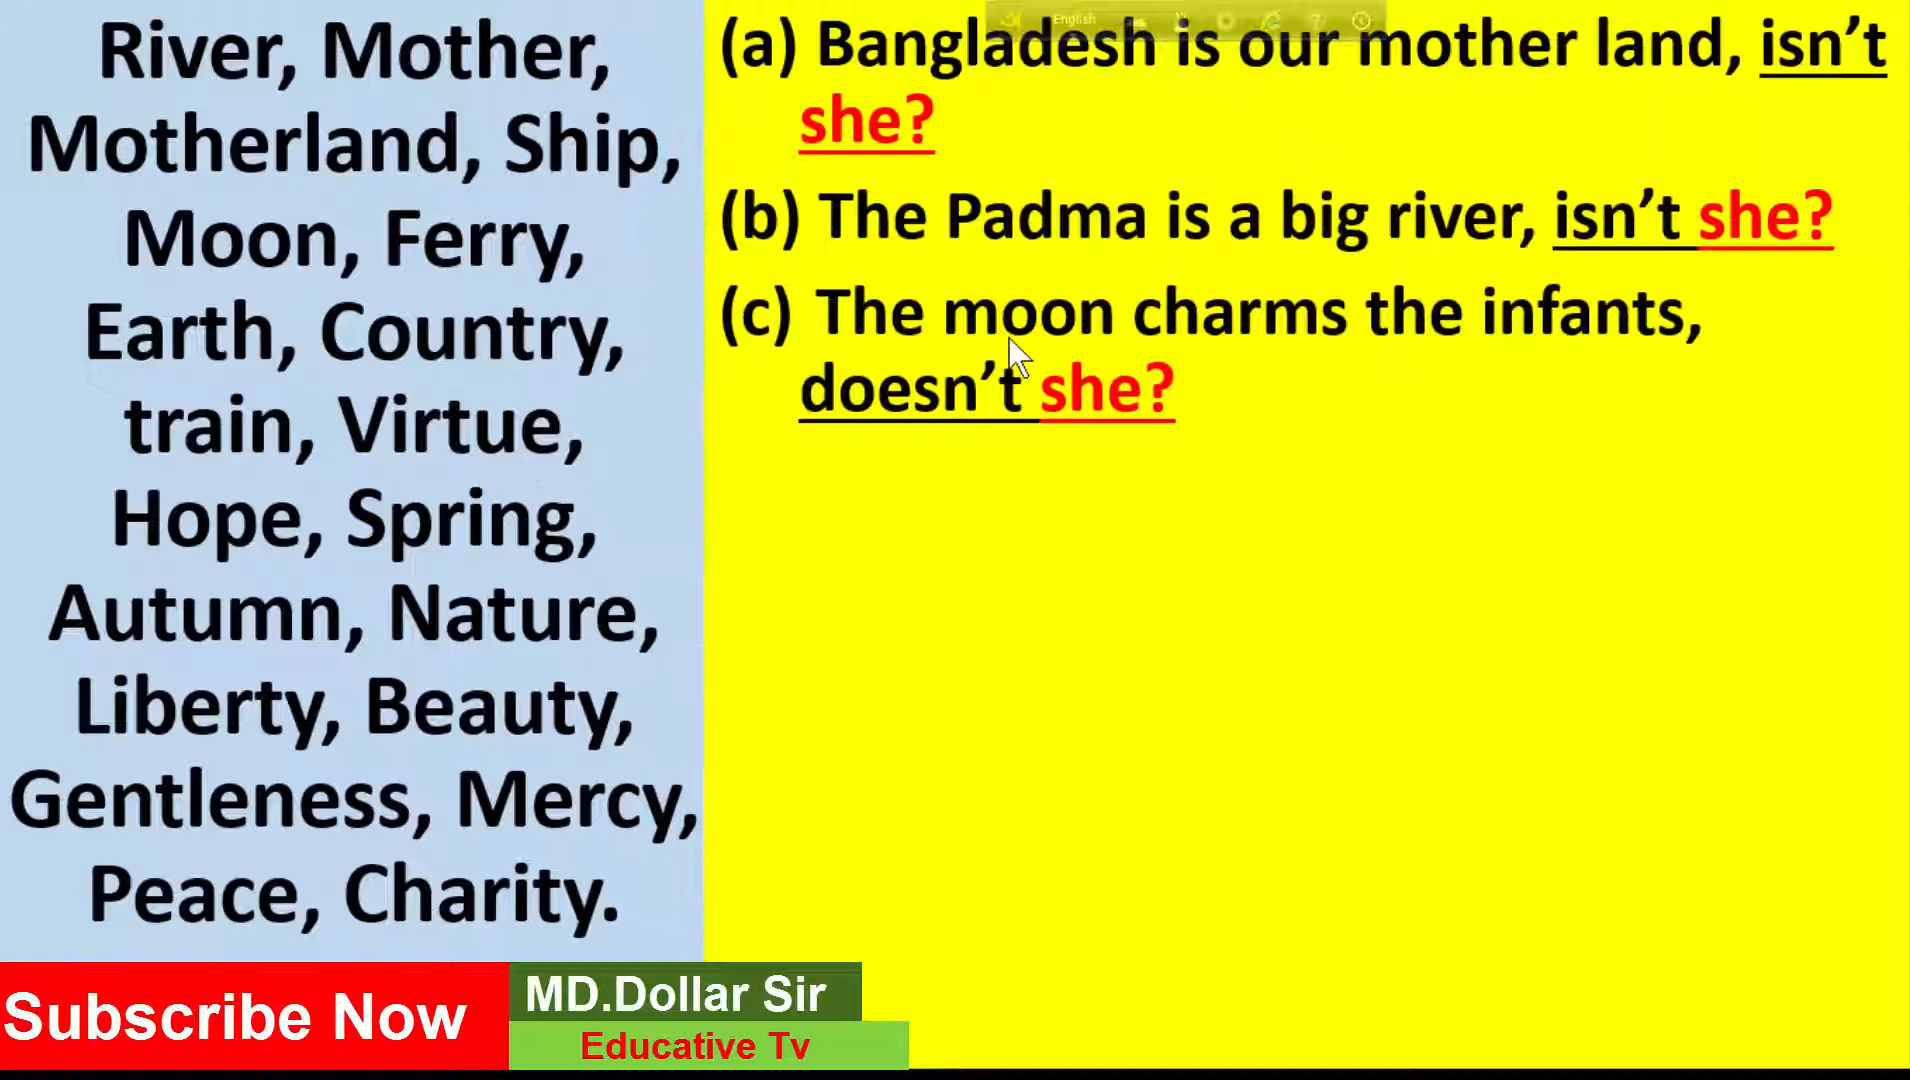 River, Mother,
Motherland, Ship,
Moon, Ferry,
Earth, Country,
train, Virtue,
Hope, Spring,
Autumn, Nature,
Liberty, Beauty,
Gentleness, Mercy,
Peace, Charity.
(a) Bangladesh is our mother land, isn’t
she?
(b) The Padma is a big river, isn’t she?
(c) The moon charms the infants,
doesn’t she?
English
Subscribe Now
MD.Dollar Sir
Educative Tv